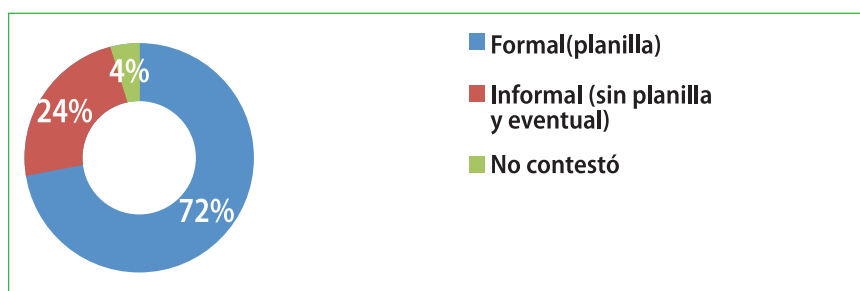 4%
24%
72%
Formal(planilla)
Informal (sin planilla
y eventual)
No contestó